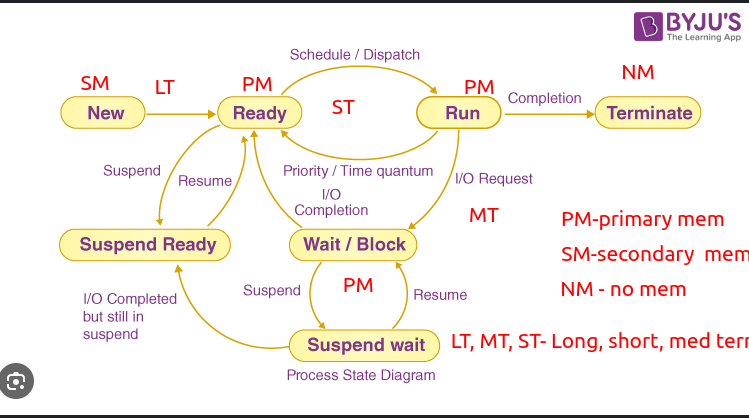 BYJU'S
The Learning App
Schedule / Dispatch
SM
LT
PM
ST
PM
NM
New
Ready
Run
Completion
Terminate
Suspend
Resume
Priority / Time quantum
I/O Request
I/O
Completion
MT
PM-primary mem
Suspend Ready
Wait / Block
SM-secondary mem
NM - no mem
I/O Completed
but still in
suspend
Suspend
PM
Resume
Suspend wait
LT, MT, ST- Long, short, med terr
Process State Diagram